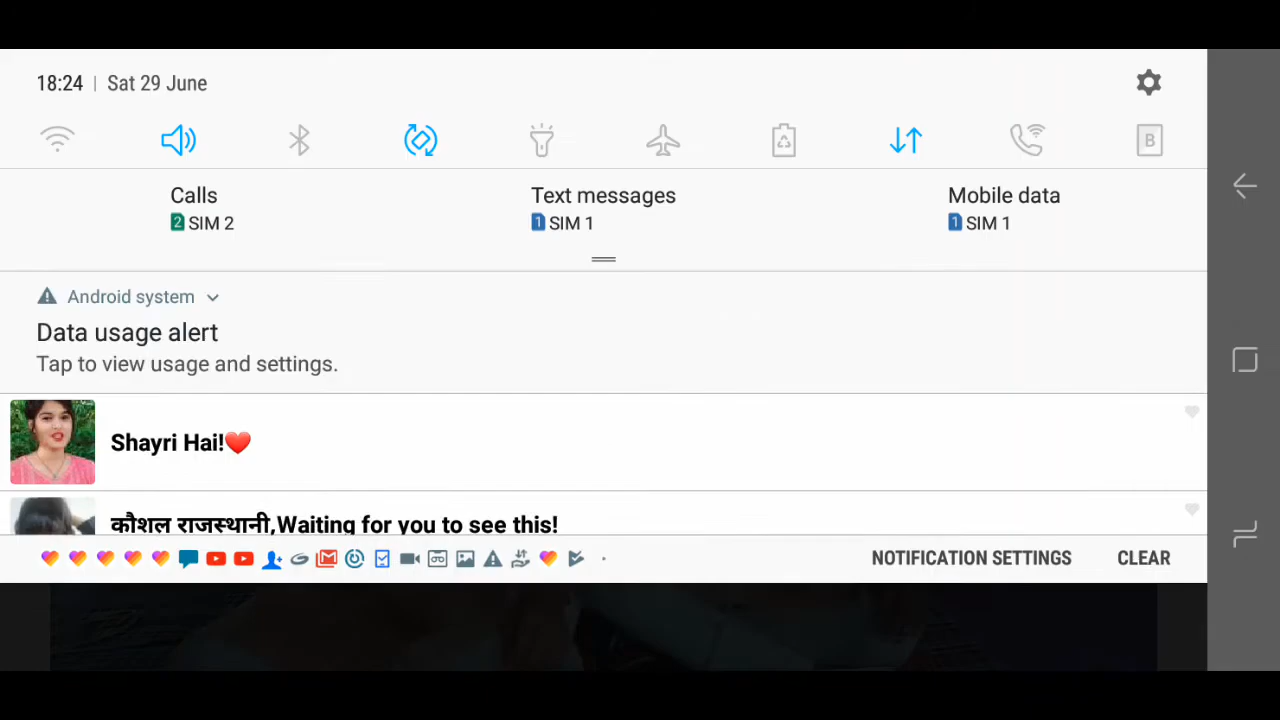 18:24 | Sat 29 June
B
Calls
Text messages
Mobile data
2 SIM 2
1 SIM 1
1 SIM 1
Android system
Data usage alert
Tap to view usage and settings.
Shayri Hai!❤️
कौशल राजस्थानी,Waiting for you to see this!
NOTIFICATION SETTINGS
CLEAR